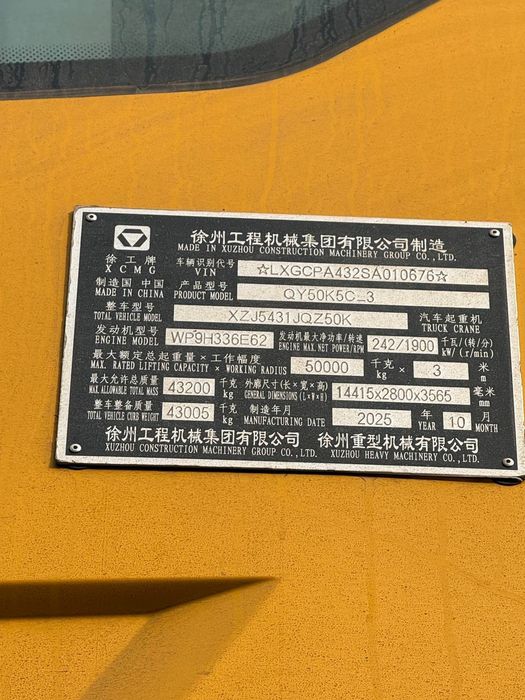 徐州工程机械集团有限公司制造
MADE IN XUZHOU CONSTRUCTION MACHINERY GROUP CO., LTD.
徐工牌
XCMG
车辆识别代号
VIN
☆LXGCPA432SA010676☆
制造国 中国
MADE IN CHINA
产品型号
PRODUCT MODEL
QY50K5C_3
整车型号
TOTAL VEHICLE MODEL
XZJ5431JQZ50K
汽车起重机
TRUCK CRANE
发动机型号
ENGINE MODEL
WP9H336E62
发动机最大净功率/转速
ENGINE MAX.NET POWER/RPM
242/1900
千瓦/(转/分)
kW/(r/min)
最大额定总起重量×工作幅度
MAX. RATED LIFTING CAPACITY × WORKING RADIUS
50000
千克
kg
×
3
米
m
最大允许总质量
MAX. ALLOWABLE TOTAL MASS
43200
千克
kg
外廓尺寸(长×宽×高)
GENERAL DIMENSIONS (L×W×H)
14415x2800x3565
毫米
mm
整车整备质量
TOTAL VEHICLE CURB WEIGHT
43005
千克
kg
制造年月
MANUFACTURING DATE
2025
年
YEAR
10
月
MONTH
徐州工程机械集团有限公司 徐州重型机械有限公司
XUZHOU CONSTRUCTION MACHINERY GROUP CO., LTD. XUZHOU HEAVY MACHINERY CO., LTD.